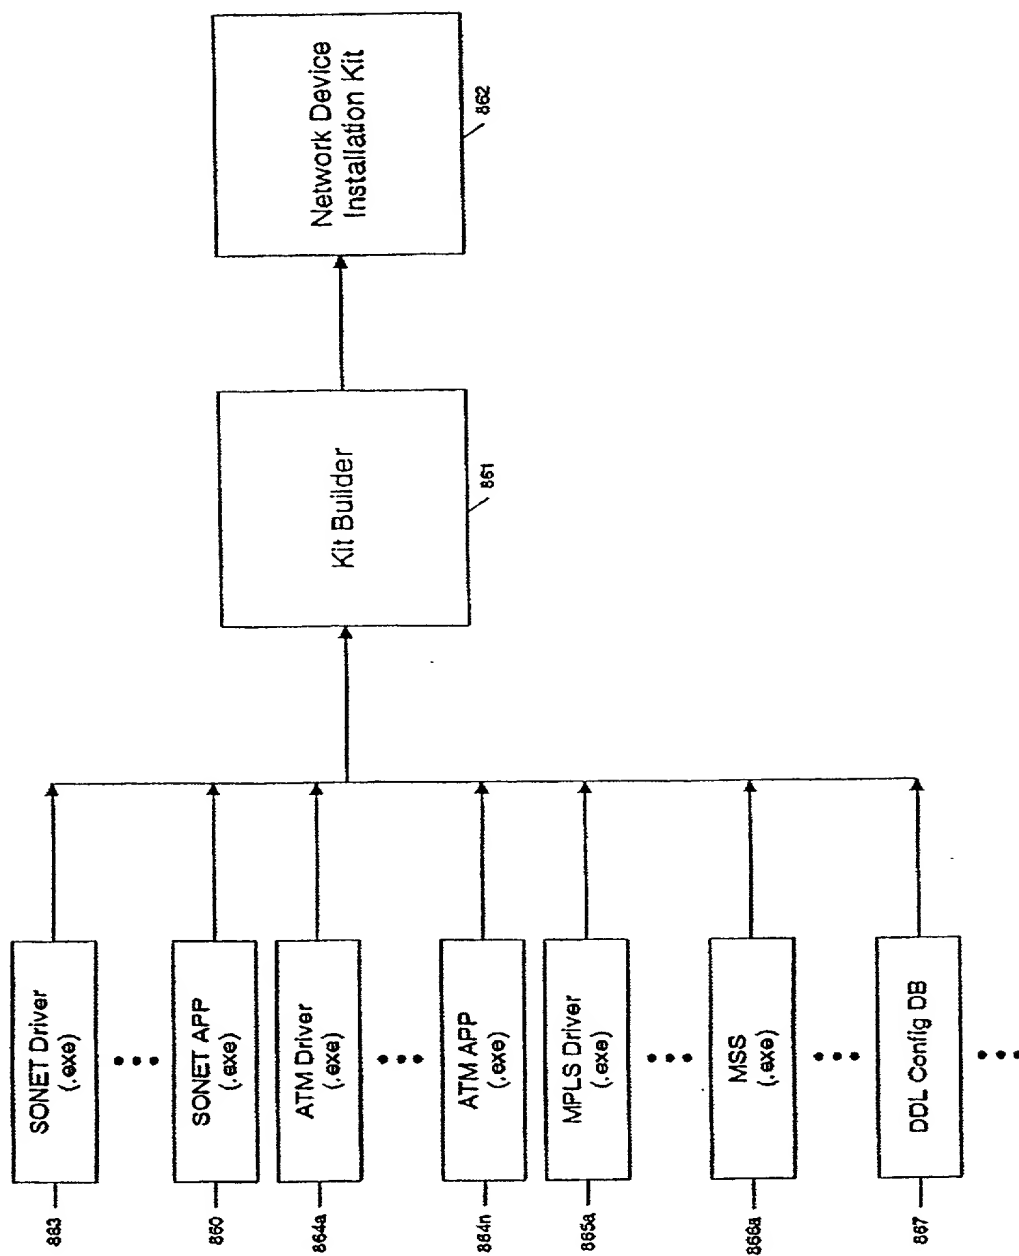 863
SONET Driver
(.exe)
860
SONET APP
(.exe)
864a
ATM Driver
(.exe)
864n
ATM APP
(.exe)
865a
MPLS Driver
(.exe)
866a
MSS
(.exe)
867
DDL Config DB
Kit Builder
861
Network Device
Installation Kit
862